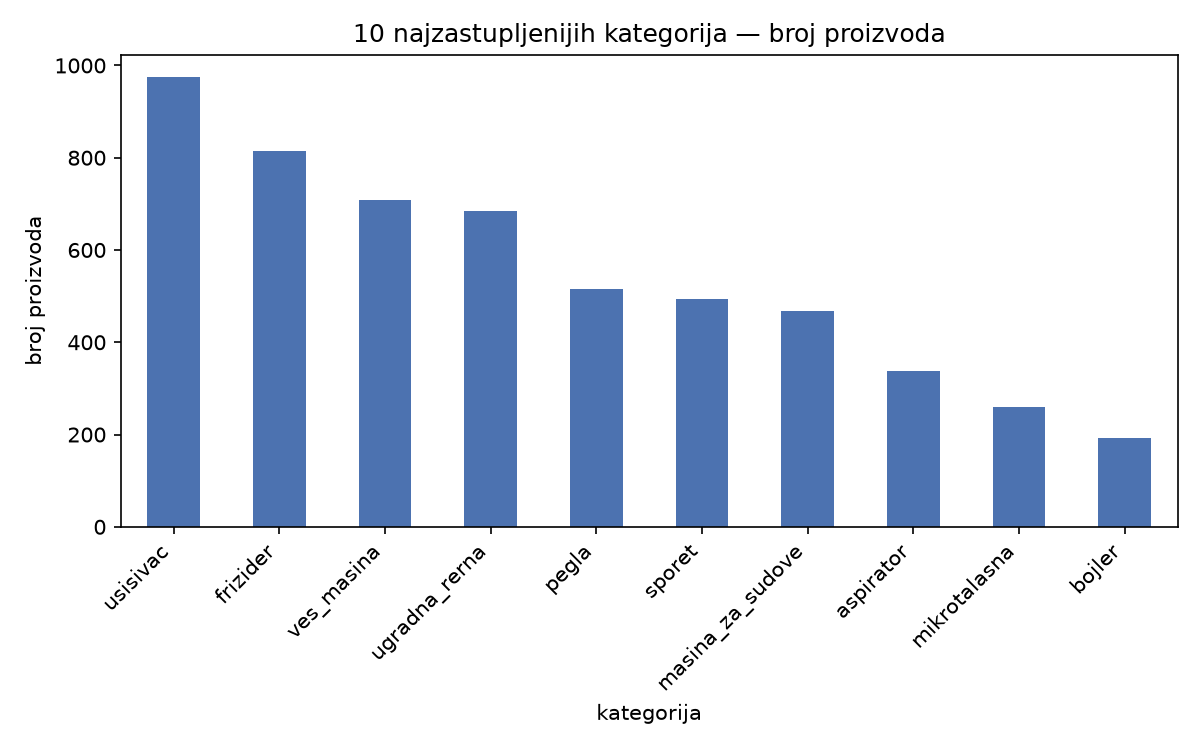 10 najzastupljenijih kategorija — broj proizvoda
broj proizvoda
1000
800
600
400
200
0
usisivac
frizider
ves_masina
ugradna_rerna
pegla
sporet
masina_za_sudove
aspirator
mikrotalasna
bojler
kategorija